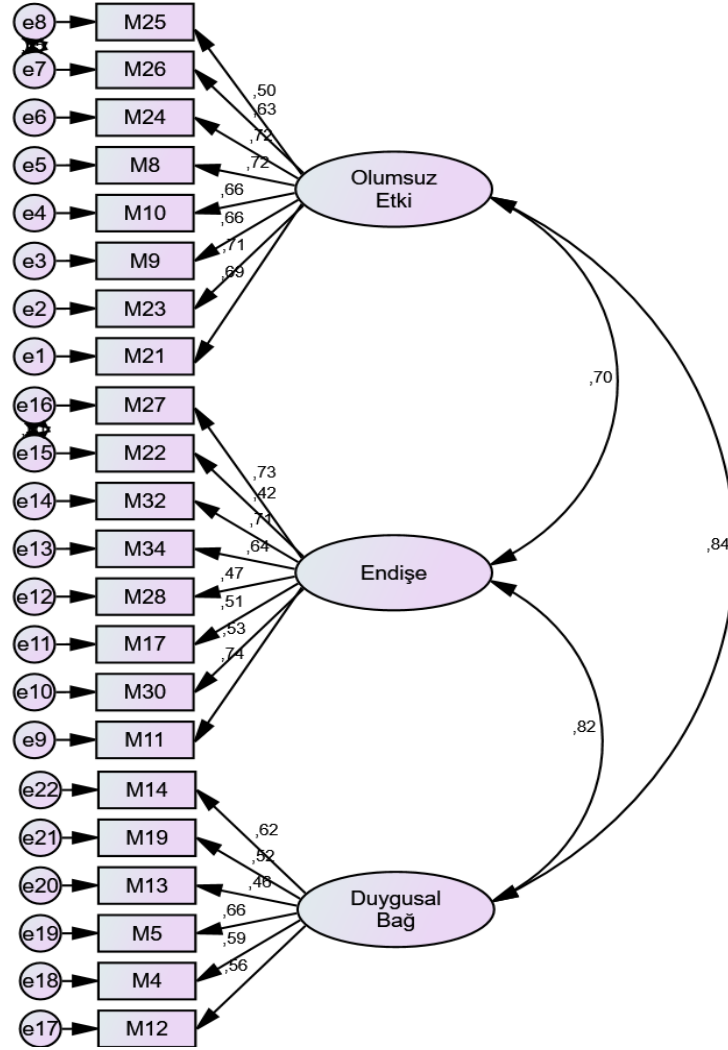 e8
M25
e7
M26
e6
M24
e5
M8
e4
M10
e3
M9
e2
M23
e1
M21
,50
,63
,72
,72
,66
,66
,71
,69
Olumsuz
Etki
e16
M27
e15
M22
e14
M32
e13
M34
e12
M28
e11
M17
e10
M30
e9
M11
,73
,42
,71
,64
,47
,51
,53
,74
Endişe
,70
,84
,82
e22
M14
e21
M19
e20
M13
e19
M5
e18
M4
e17
M12
,62
,52
,46
,66
,59
,56
Duygusal
Bağ